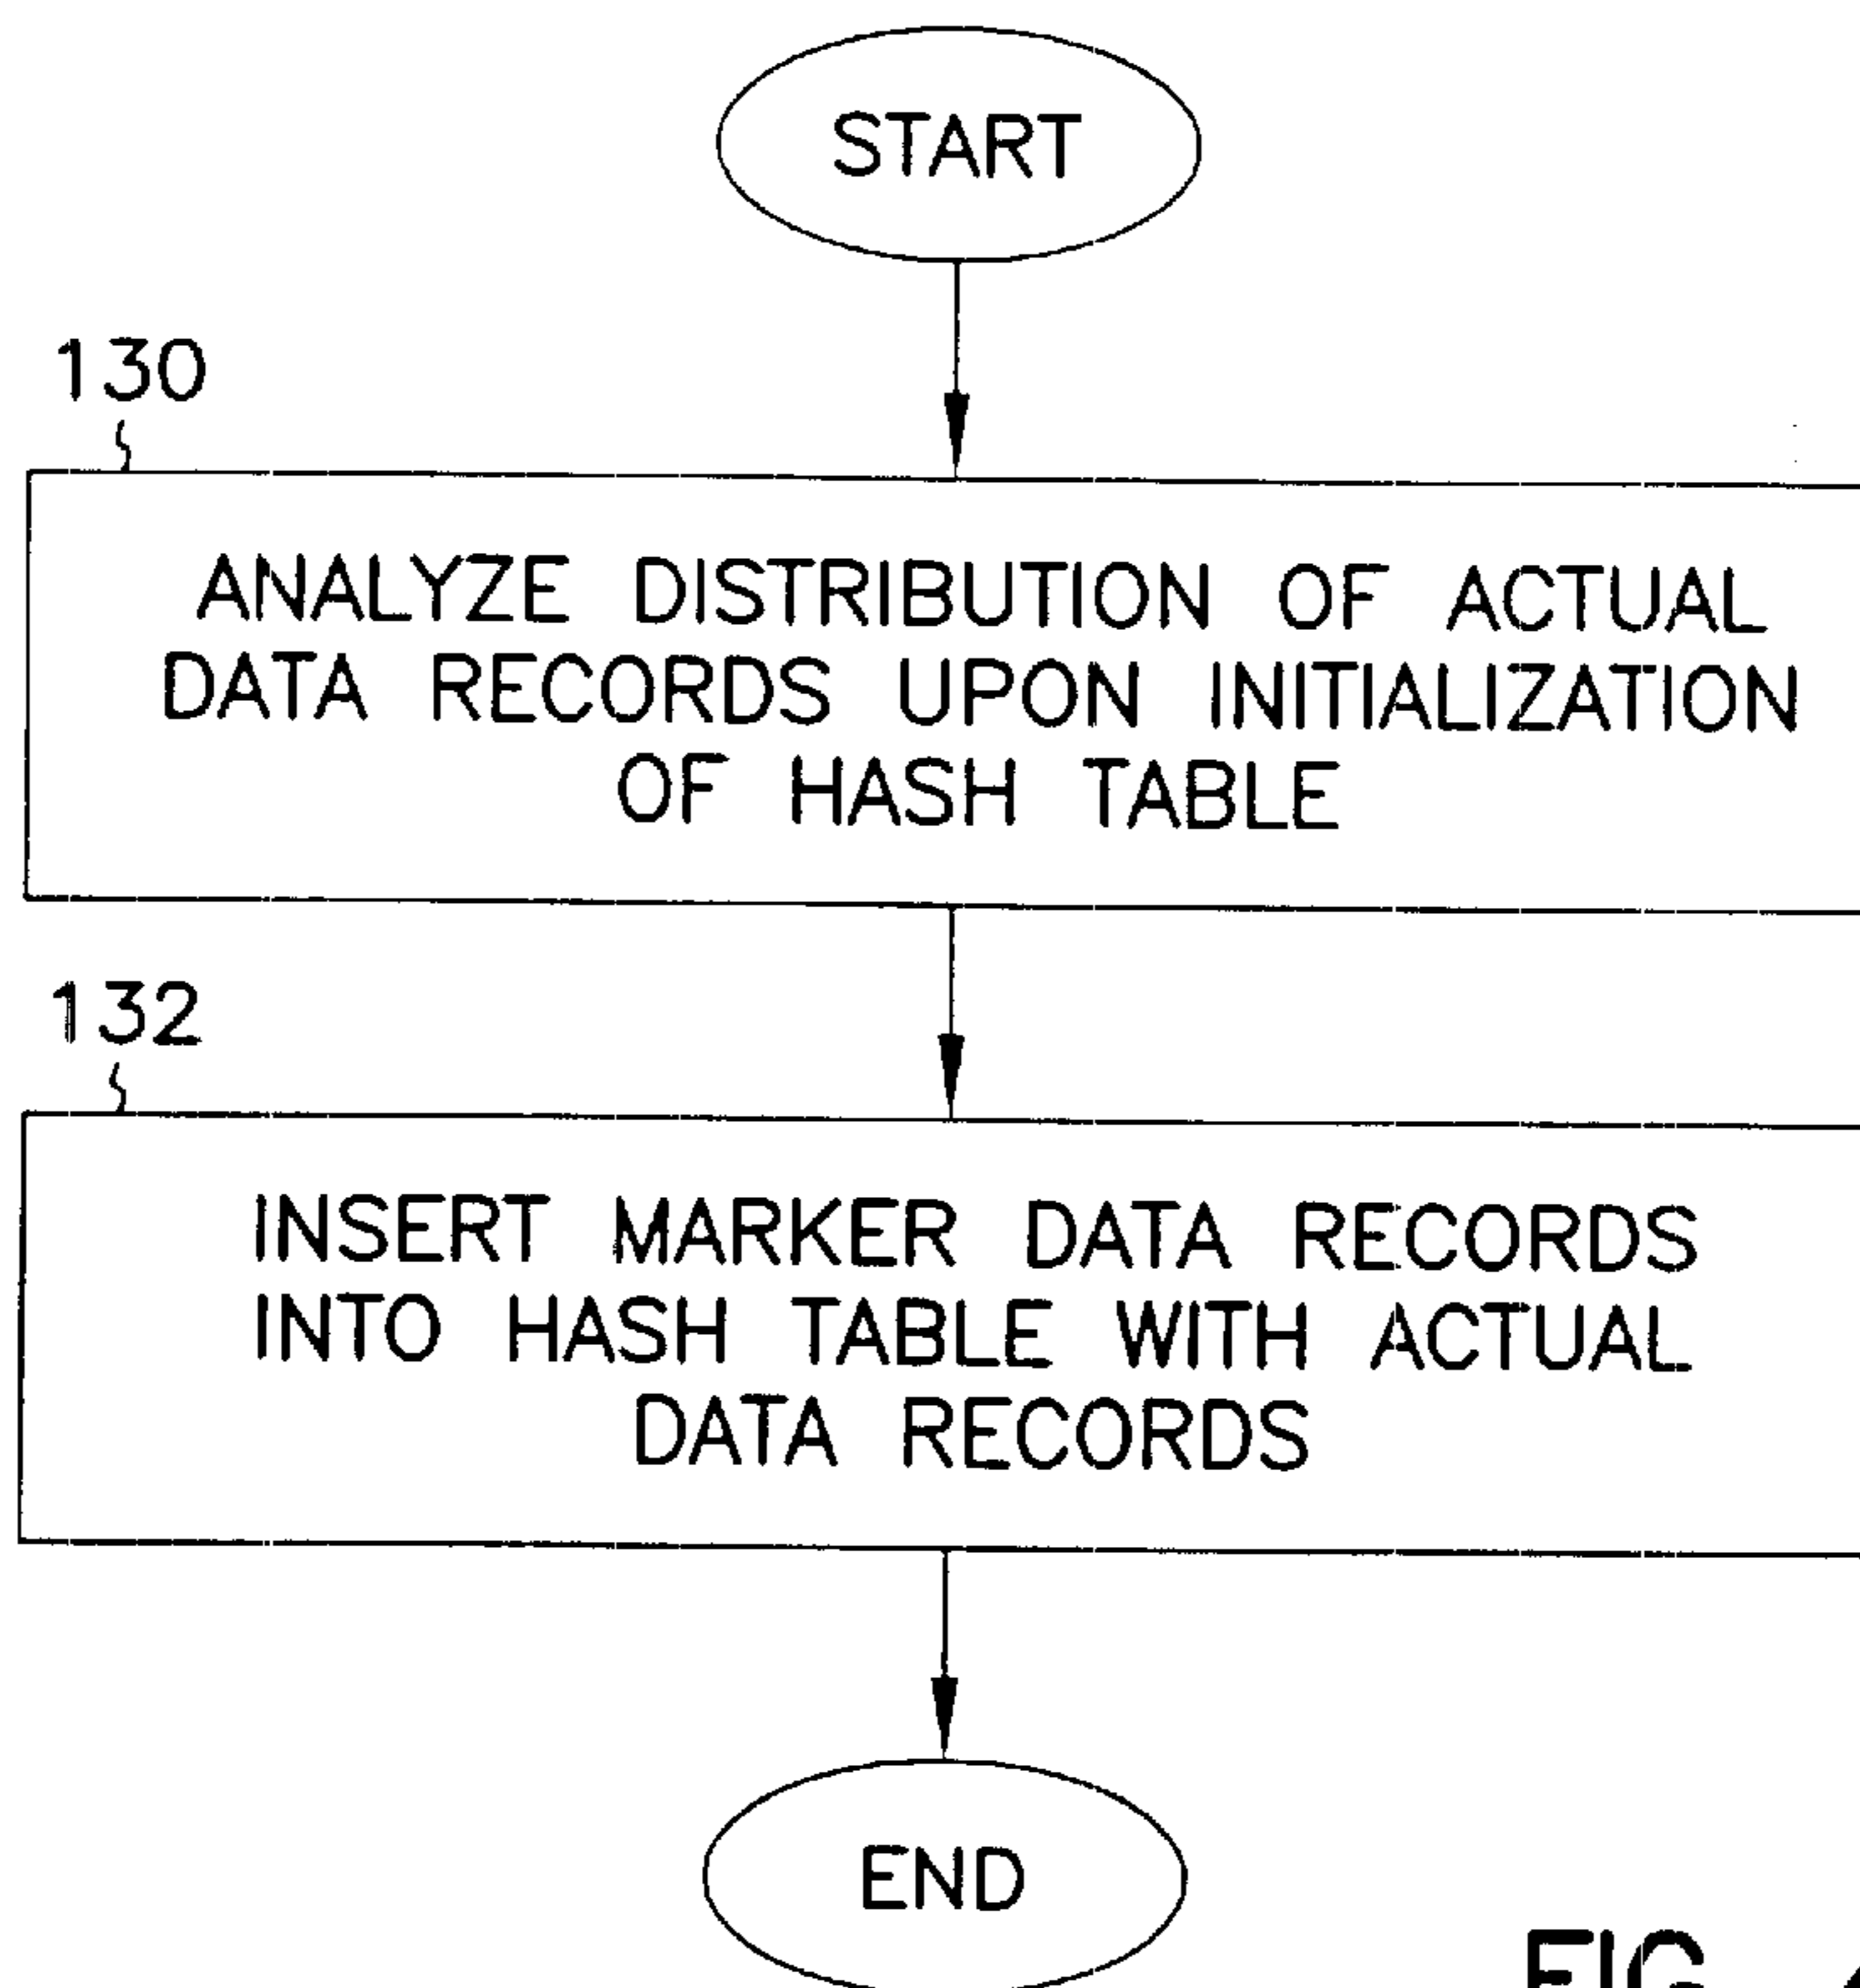 START
130
ANALYZE DISTRIBUTION OF ACTUAL
DATA RECORDS UPON INITIALIZATION
OF HASH TABLE
132
INSERT MARKER DATA RECORDS
INTO HASH TABLE WITH ACTUAL
DATA RECORDS
END
FIG